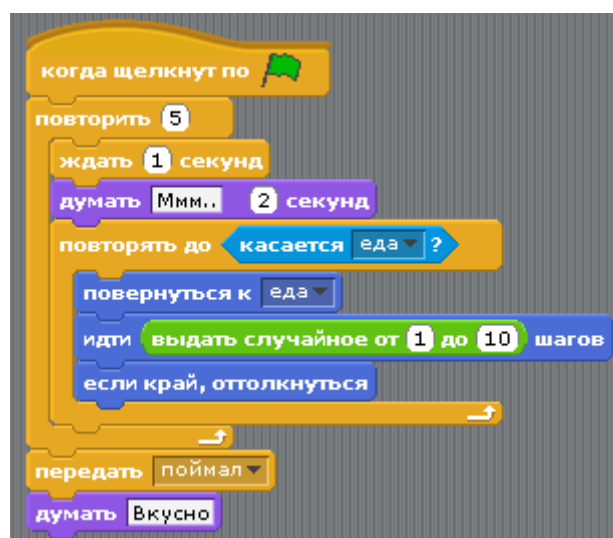 когда щелкнут по
повторить 5
ждать 1 секунд
думать Ммм.. 2 секунд
повторять до касается еда ?
повернуться к еда
идти выдать случайное от 1 до 10 шагов
если край, оттолкнуться
передать поймал
думать Вкусно